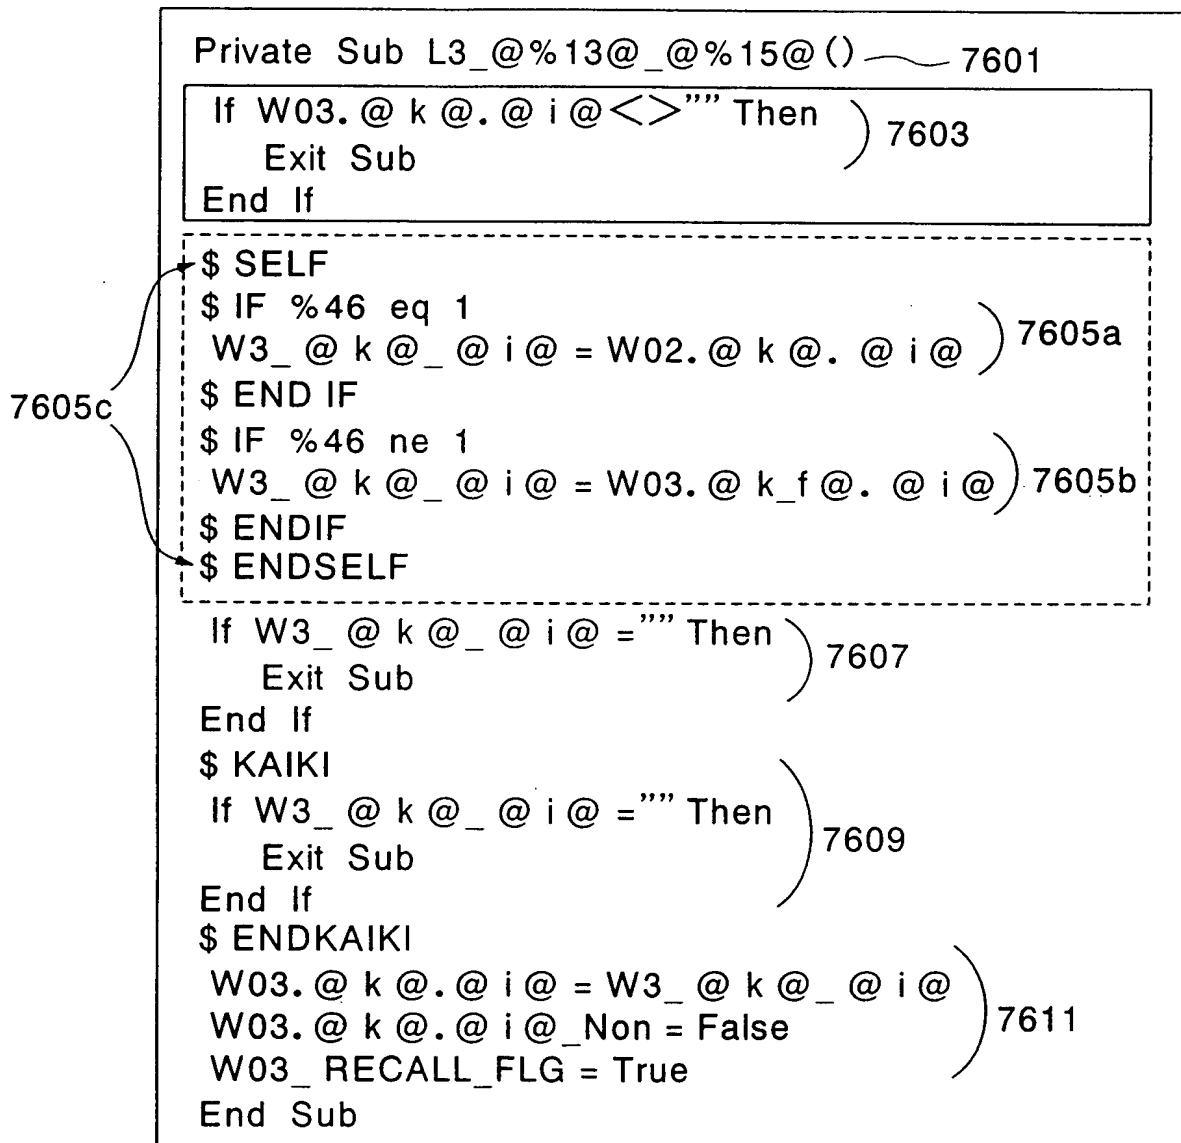 Private Sub L3_@%13@_@%15@() 7601
If W03.@ k @.@ i @<>"" Then
Exit Sub 7603
End If
$ SELF
$ IF %46 eq 1
W3_ @ k @_ @ i @ = W02.@ k @. @ i @ 7605a
$ END IF
7605c
$ IF %46 ne 1
W3_ @ k @_ @ i @ = W03.@ k_f @. @ i @ 7605b
$ ENDIF
$ ENDSELF
If W3_ @ k @_ @ i @ ="" Then
Exit Sub 7607
End If
$ KAIKI
If W3_ @ k @_ @ i @ ="" Then
Exit Sub 7609
End If
$ ENDKAIKI
W03.@ k @.@ i @ = W3_ @ k @_ @ i @
W03.@ k @.@ i @_Non = False 7611
W03_ RECALL_FLG = True
End Sub